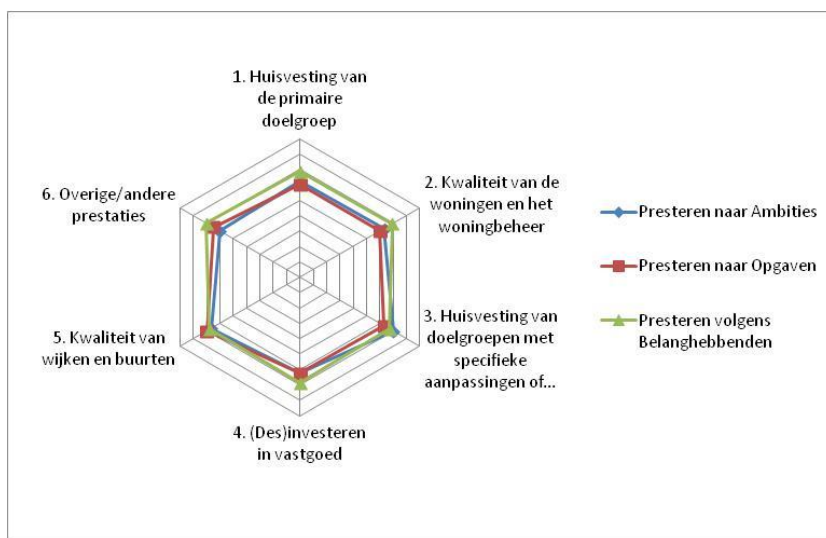 1. Huisvesting van
de primaire
doelgroep
2. Kwaliteit van de
woningen en het
woningbeheer
3. Huisvesting van
doelgroepen met
specifieke
aanpassingen of...
4. (Des)investeren
in vastgoed
5. Kwaliteit van
wijken en buurten
6. Overige/andere
prestaties
Presteren naar Ambities
Presteren naar Opgaven
Presteren volgens
Belanghebbenden